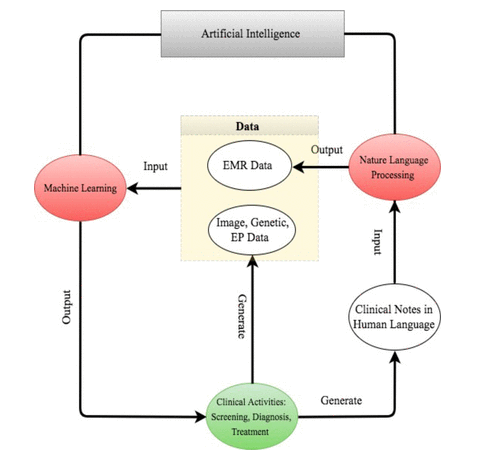 Artificial Intelligence
Data
EMR Data
Output
Nature Language
Processing
Input
Machine Learning
Image, Genetic,
EP Data
Input
Output
Generate
Clinical Notes in
Human Language
Clinical Activities:
Screening, Diagnosis,
Treatment
Generate